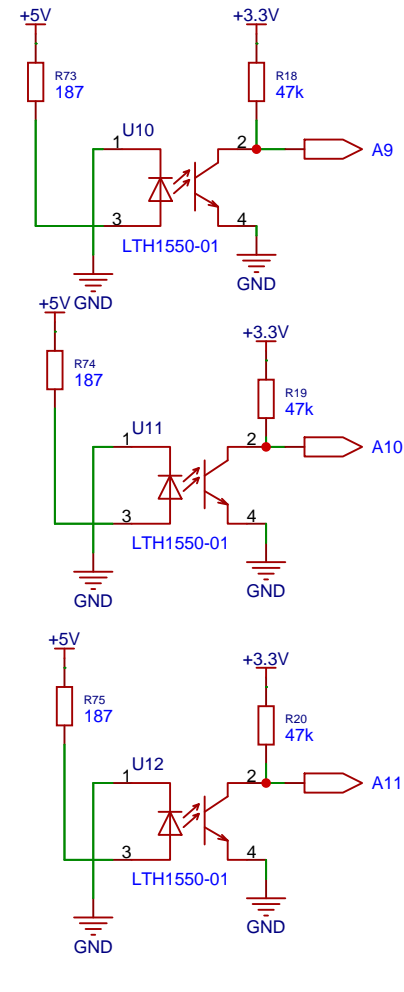 +5V
+3.3V
R73
187
R18
47k
U10
1
2
A9
3
4
LTH1550-01
GND
GND
+5V
+3.3V
R74
187
R19
47k
U11
1
2
A10
3
4
LTH1550-01
GND
GND
+5V
+3.3V
R75
187
R20
47k
U12
1
2
A11
3
4
LTH1550-01
GND
GND